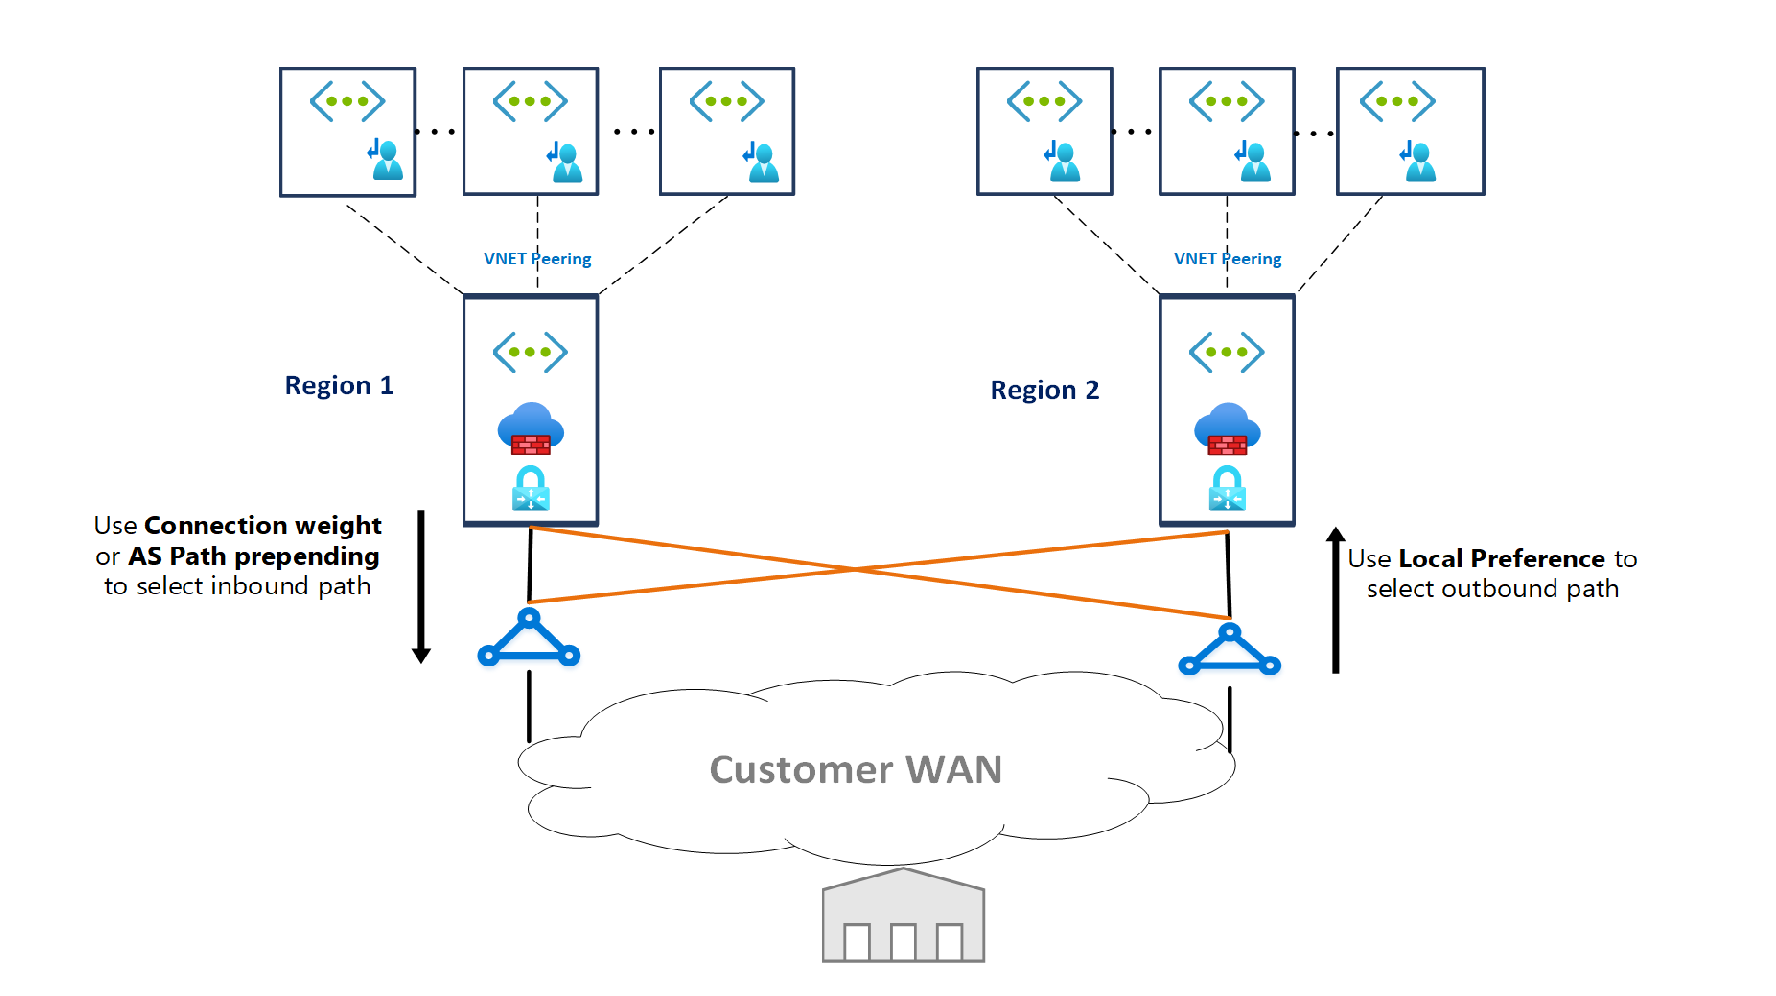 VNET Peering
VNET Peering
Region 1
Region 2
Use Connection weight
or AS Path prepending
to select inbound path
Use Local Preference to
select outbound path
Customer WAN